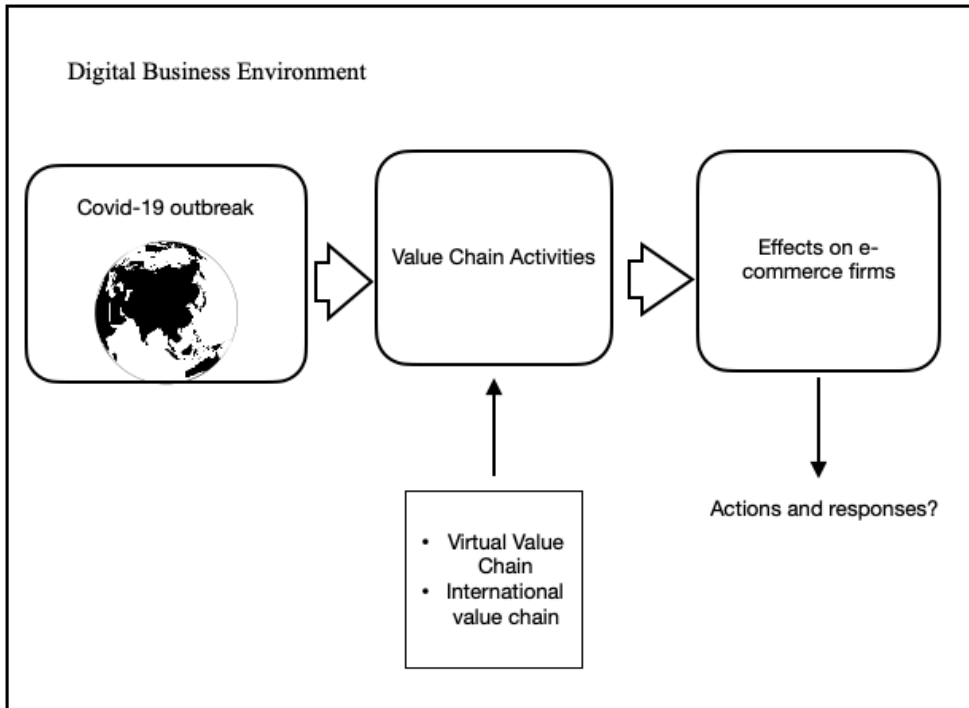 Digital Business Environment
Covid-19 outbreak
Value Chain Activities
Effects on e-
commerce firms
• Virtual Value
Chain
• International
value chain
Actions and responses?